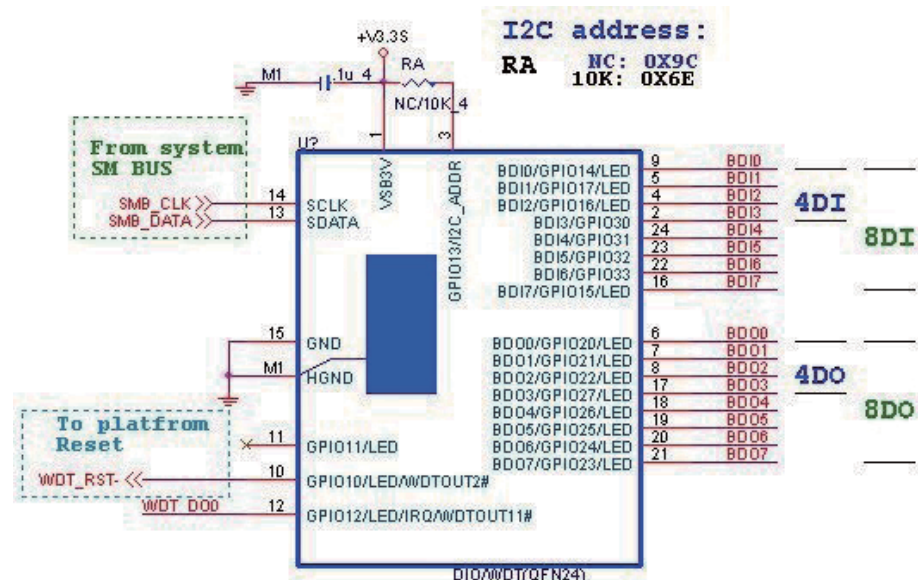 I2C address:
RA NC: 0X9C
10K: 0X6E
+V3.3S
M1 .1u_4 RA
NC/10K_4
From system
SM BUS
U?
1
3
VSB3V
GPIO13/I2C_ADDR
SMB_CLK 14 SCLK
SMB_DATA 13 SDATA
BDI0/GPIO14/LED 9 BDI0
BDI1/GPIO17/LED 5 BDI1
BDI2/GPIO16/LED 4 BDI2
BDI3/GPIO30 2 BDI3
BDI4/GPIO31 24 BDI4
BDI5/GPIO32 23 BDI5
BDI6/GPIO33 22 BDI6
BDI7/GPIO15/LED 16 BDI7
4DI
8DI
15 GND
M1 HGND
BDO0/GPIO20/LED 6 BDO0
BDO1/GPIO21/LED 7 BDO1
BDO2/GPIO22/LED 8 BDO2
BDO3/GPIO27/LED 17 BDO3
BDO4/GPIO26/LED 18 BDO4
BDO5/GPIO25/LED 19 BDO5
BDO6/GPIO24/LED 20 BDO6
BDO7/GPIO23/LED 21 BDO7
4DO
8DO
To platfrom
Reset
11 GPIO11/LED
WDT_RST- 10 GPIO10/LED/WDTOUT2#
WDT_DO0 12 GPIO12/LED/IRQ/WDTOUT11#
DIO/WDT(QFN24)